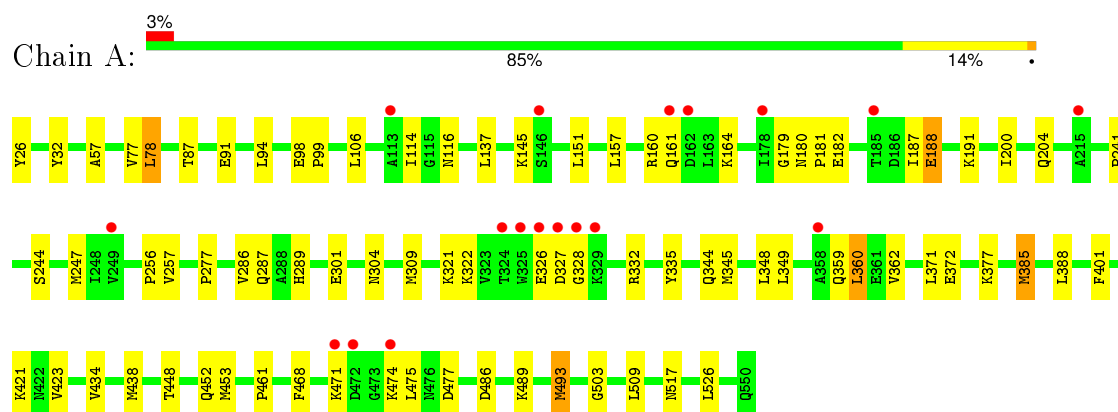 3%
Chain A:
85% 14% •
Y26 Y32 A57 V77 L78 T87 E91 L94 E98 P99 L106 A113 I114 G115 N116 L137 K145 S146 L151 L157 R160 Q161 D162 L163 K164 I178 G179 N180 P181 E182 T185 D186 I187 E188 K191 I200 Q204 A215 P241
S244 M247 I248 V249 P256 V257 P277 V286 Q287 A288 H289 E301 N304 M309 K321 K322 V323 T324 W325 E326 D327 G328 K329 R332 Y335 Q344 M345 L348 L349 A358 Q359 L360 E361 V362 L371 E372 K377 M385 L388 F401
K421 N422 V423 V434 M438 T448 Q452 M453 P461 F468 K471 D472 G473 K474 L475 N476 D477 D486 K489 M493 G503 L509 N517 L526 Q550